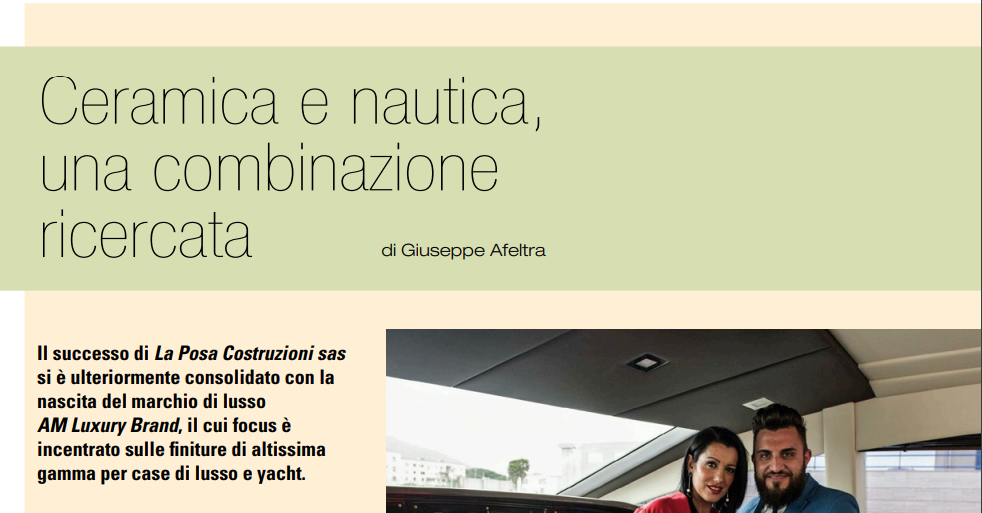 Ceramica e nautica,
una combinazione
ricercata
di Giuseppe Afeltra
Il successo di La Posa Costruzioni sas
si è ulteriormente consolidato con la
nascita del marchio di lusso
AM Luxury Brand, il cui focus è
incentrato sulle finiture di altissima
gamma per case di lusso e yacht.